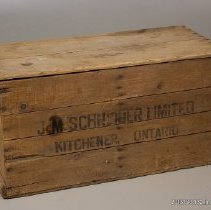 J.M. SCHNEIDER LIMITED
KITCHENER, ONTARIO